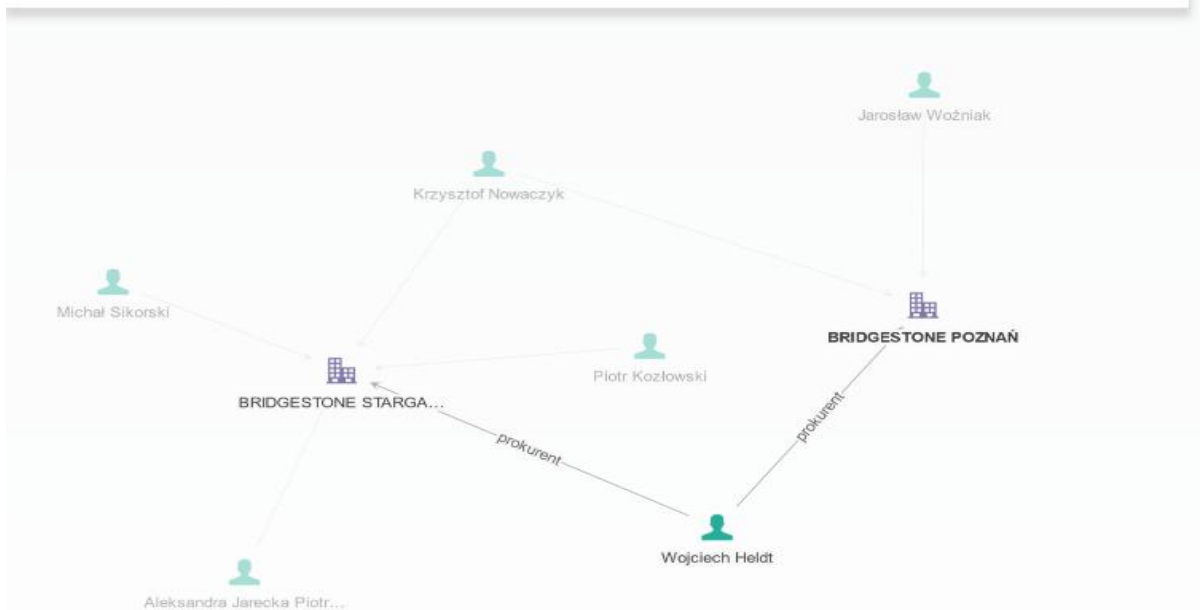 Jarosław Woźniak
Krzysztof Nowaczyk
Michał Sikorski
BRIDGESTONE POZNAŃ
Piotr Kozłowski
BRIDGESTONE STARGA...
prokurent
prokurent
Wojciech Heldt
Aleksandra Jarecka Piotr...